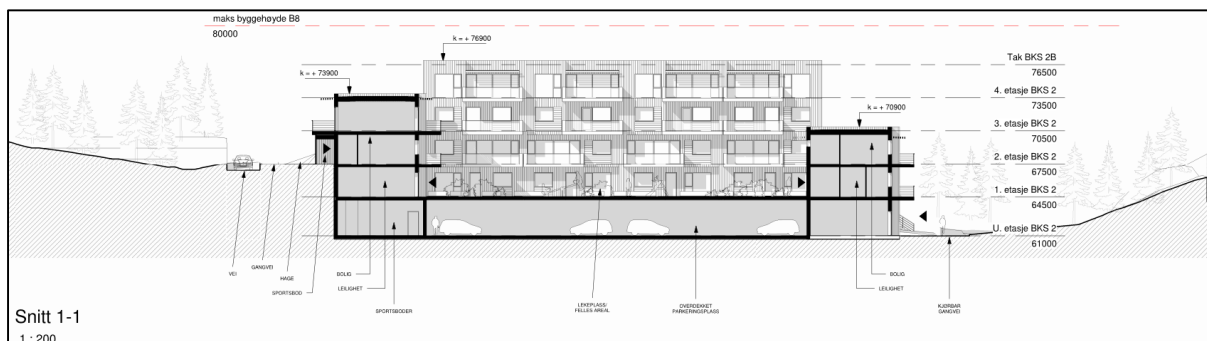 maks byggehøyde B8
80000
k = + 76900
k = + 73900
k = + 70900
Tak BKS 2B
76500
4. etasje BKS 2
73500
3. etasje BKS 2
70500
2. etasje BKS 2
67500
1. etasje BKS 2
64500
U. etasje BKS 2
61000
VEI
GANGVEI
HAGE
SPORTSBOD
BOLIG
LEILIGHET
SPORTSBODER
LEKEPLASS/
FELLES AREAL
OVERDEKKET
PARKERINGSPLASS
BOLIG
LEILIGHET
KJØRBAR
GANGVEI
Snitt 1-1
1 : 200